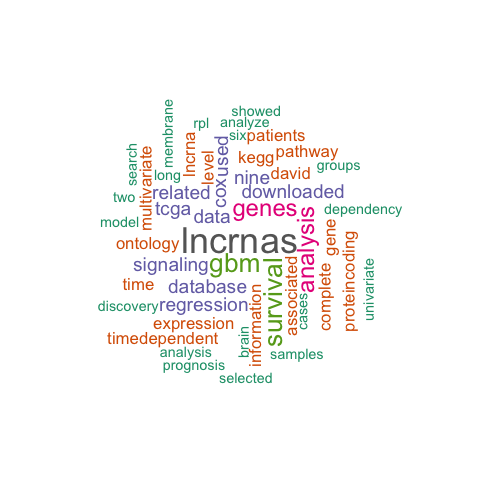 showed
rpl
analyze
membrane
six
patients
used
lncrna
level
kegg
pathway
search
multivariate
long
cox
nine
david
groups
two
related
downloaded
tcga
data
genes
dependency
model
lncrnas
analysis
gene
ontology
signaling
gbm
survival
associated
complete
proteincoding
univariate
time
database
discovery
regression
information
cases
expression
timedependent
brain
analysis
samples
prognosis
selected